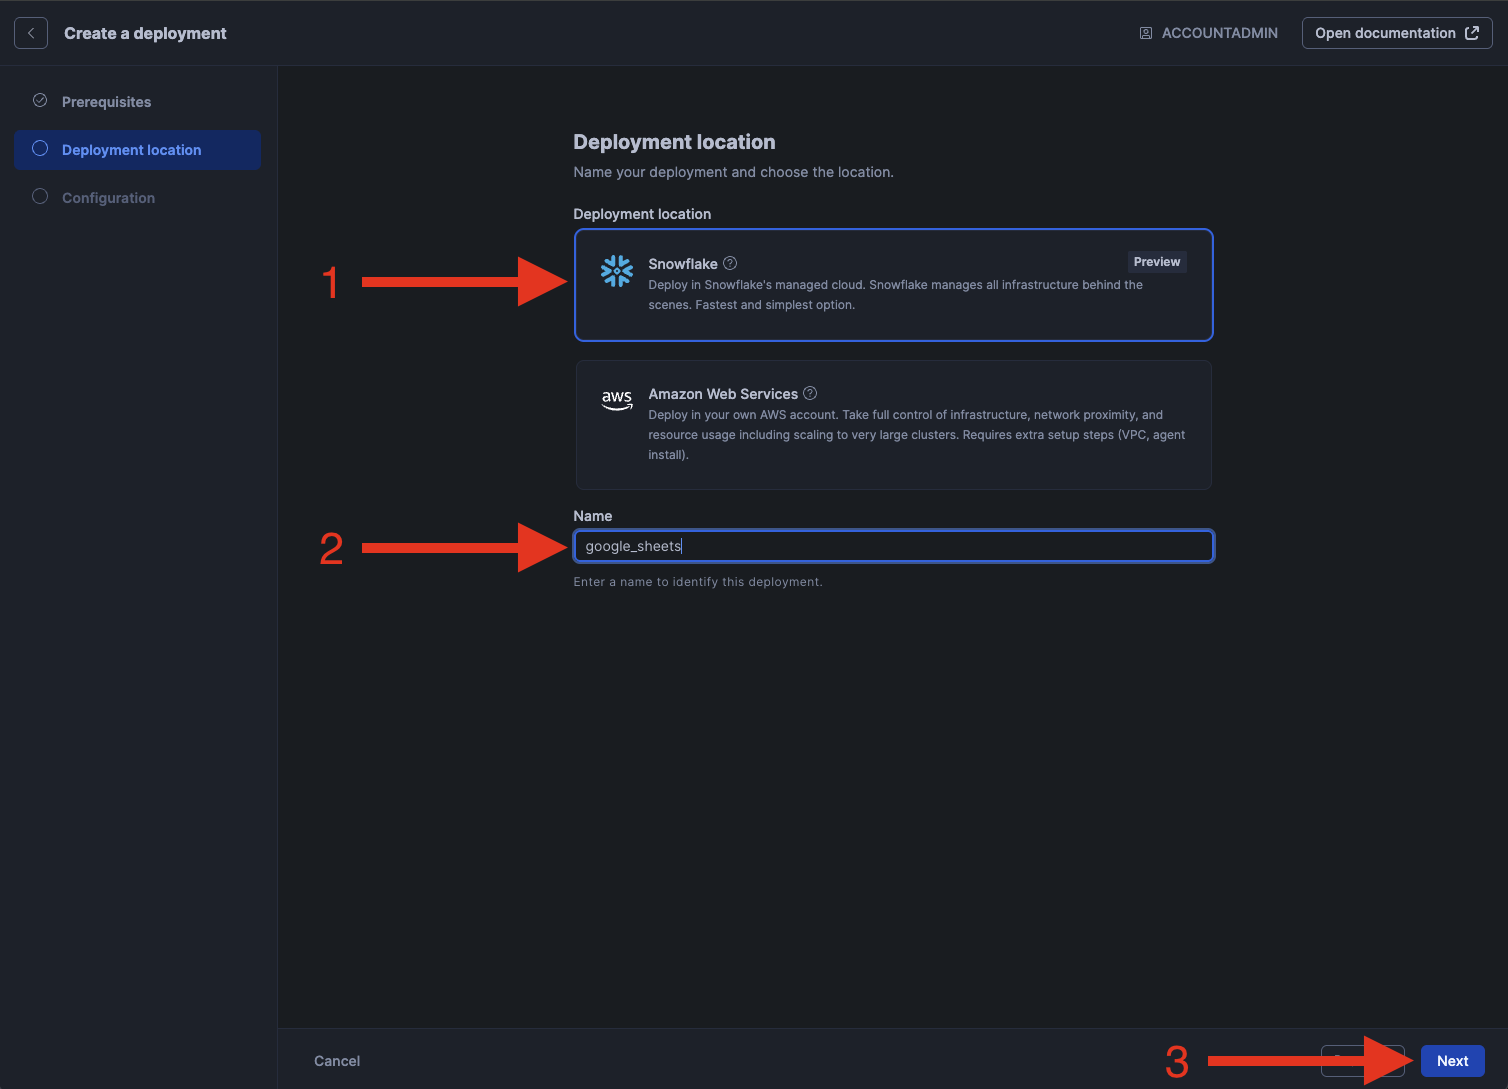 Create a deployment
ACCOUNTADMIN
Open documentation
Prerequisites
Deployment location
Configuration
Deployment location
Name your deployment and choose the location.
Deployment location
1
Snowflake
Preview
Deploy in Snowflake's managed cloud. Snowflake manages all infrastructure behind the
scenes. Fastest and simplest option.
aws
Amazon Web Services
Deploy in your own AWS account. Take full control of infrastructure, network proximity, and
resource usage including scaling to very large clusters. Requires extra setup steps (VPC, agent
install).
Name
2
google_sheets
Enter a name to identify this deployment.
Cancel
3
Next